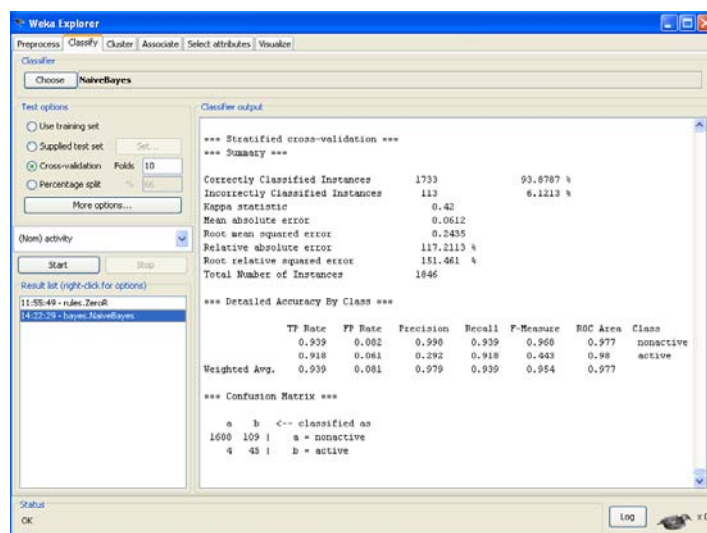 Weka Explorer
Preprocess Classify Cluster Associate Select attributes Visualize
Classifier
Choose NaiveBayes
Test options
Use training set
Supplied test set Set...
Cross-validation Folds 10
Percentage split % 66
More options...
(Nom) activity
Start Stop
Result list (right-click for options)
11:55:49 - rules.ZeroR
14:22:29 - bayes.NaiveBayes
Classifier output
=== Stratified cross-validation ===
=== Summary ===
Correctly Classified Instances 1733 93.8787 %
Incorrectly Classified Instances 113 6.1213 %
Kappa statistic 0.42
Mean absolute error 0.0612
Root mean squared error 0.2435
Relative absolute error 117.2113 %
Root relative squared error 151.461 %
Total Number of Instances 1846
=== Detailed Accuracy By Class ===
TP Rate FP Rate Precision Recall F-Measure ROC Area Class
0.939 0.082 0.998 0.939 0.968 0.977 nonactive
0.918 0.061 0.292 0.918 0.443 0.98 active
Weighted Avg. 0.939 0.081 0.979 0.939 0.954 0.977
=== Confusion Matrix ===
a b <-- classified as
1688 109 | a = nonactive
4 45 | b = active
Status
OK
Log
x 0